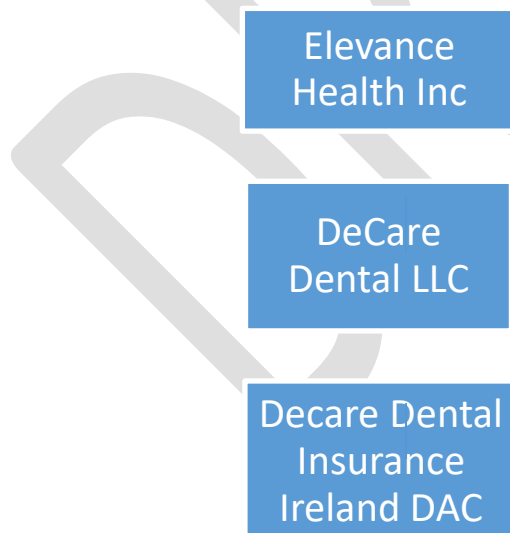 Elevance
Health Inc
DeCare
Dental LLC
Decare Dental
Insurance
Ireland DAC